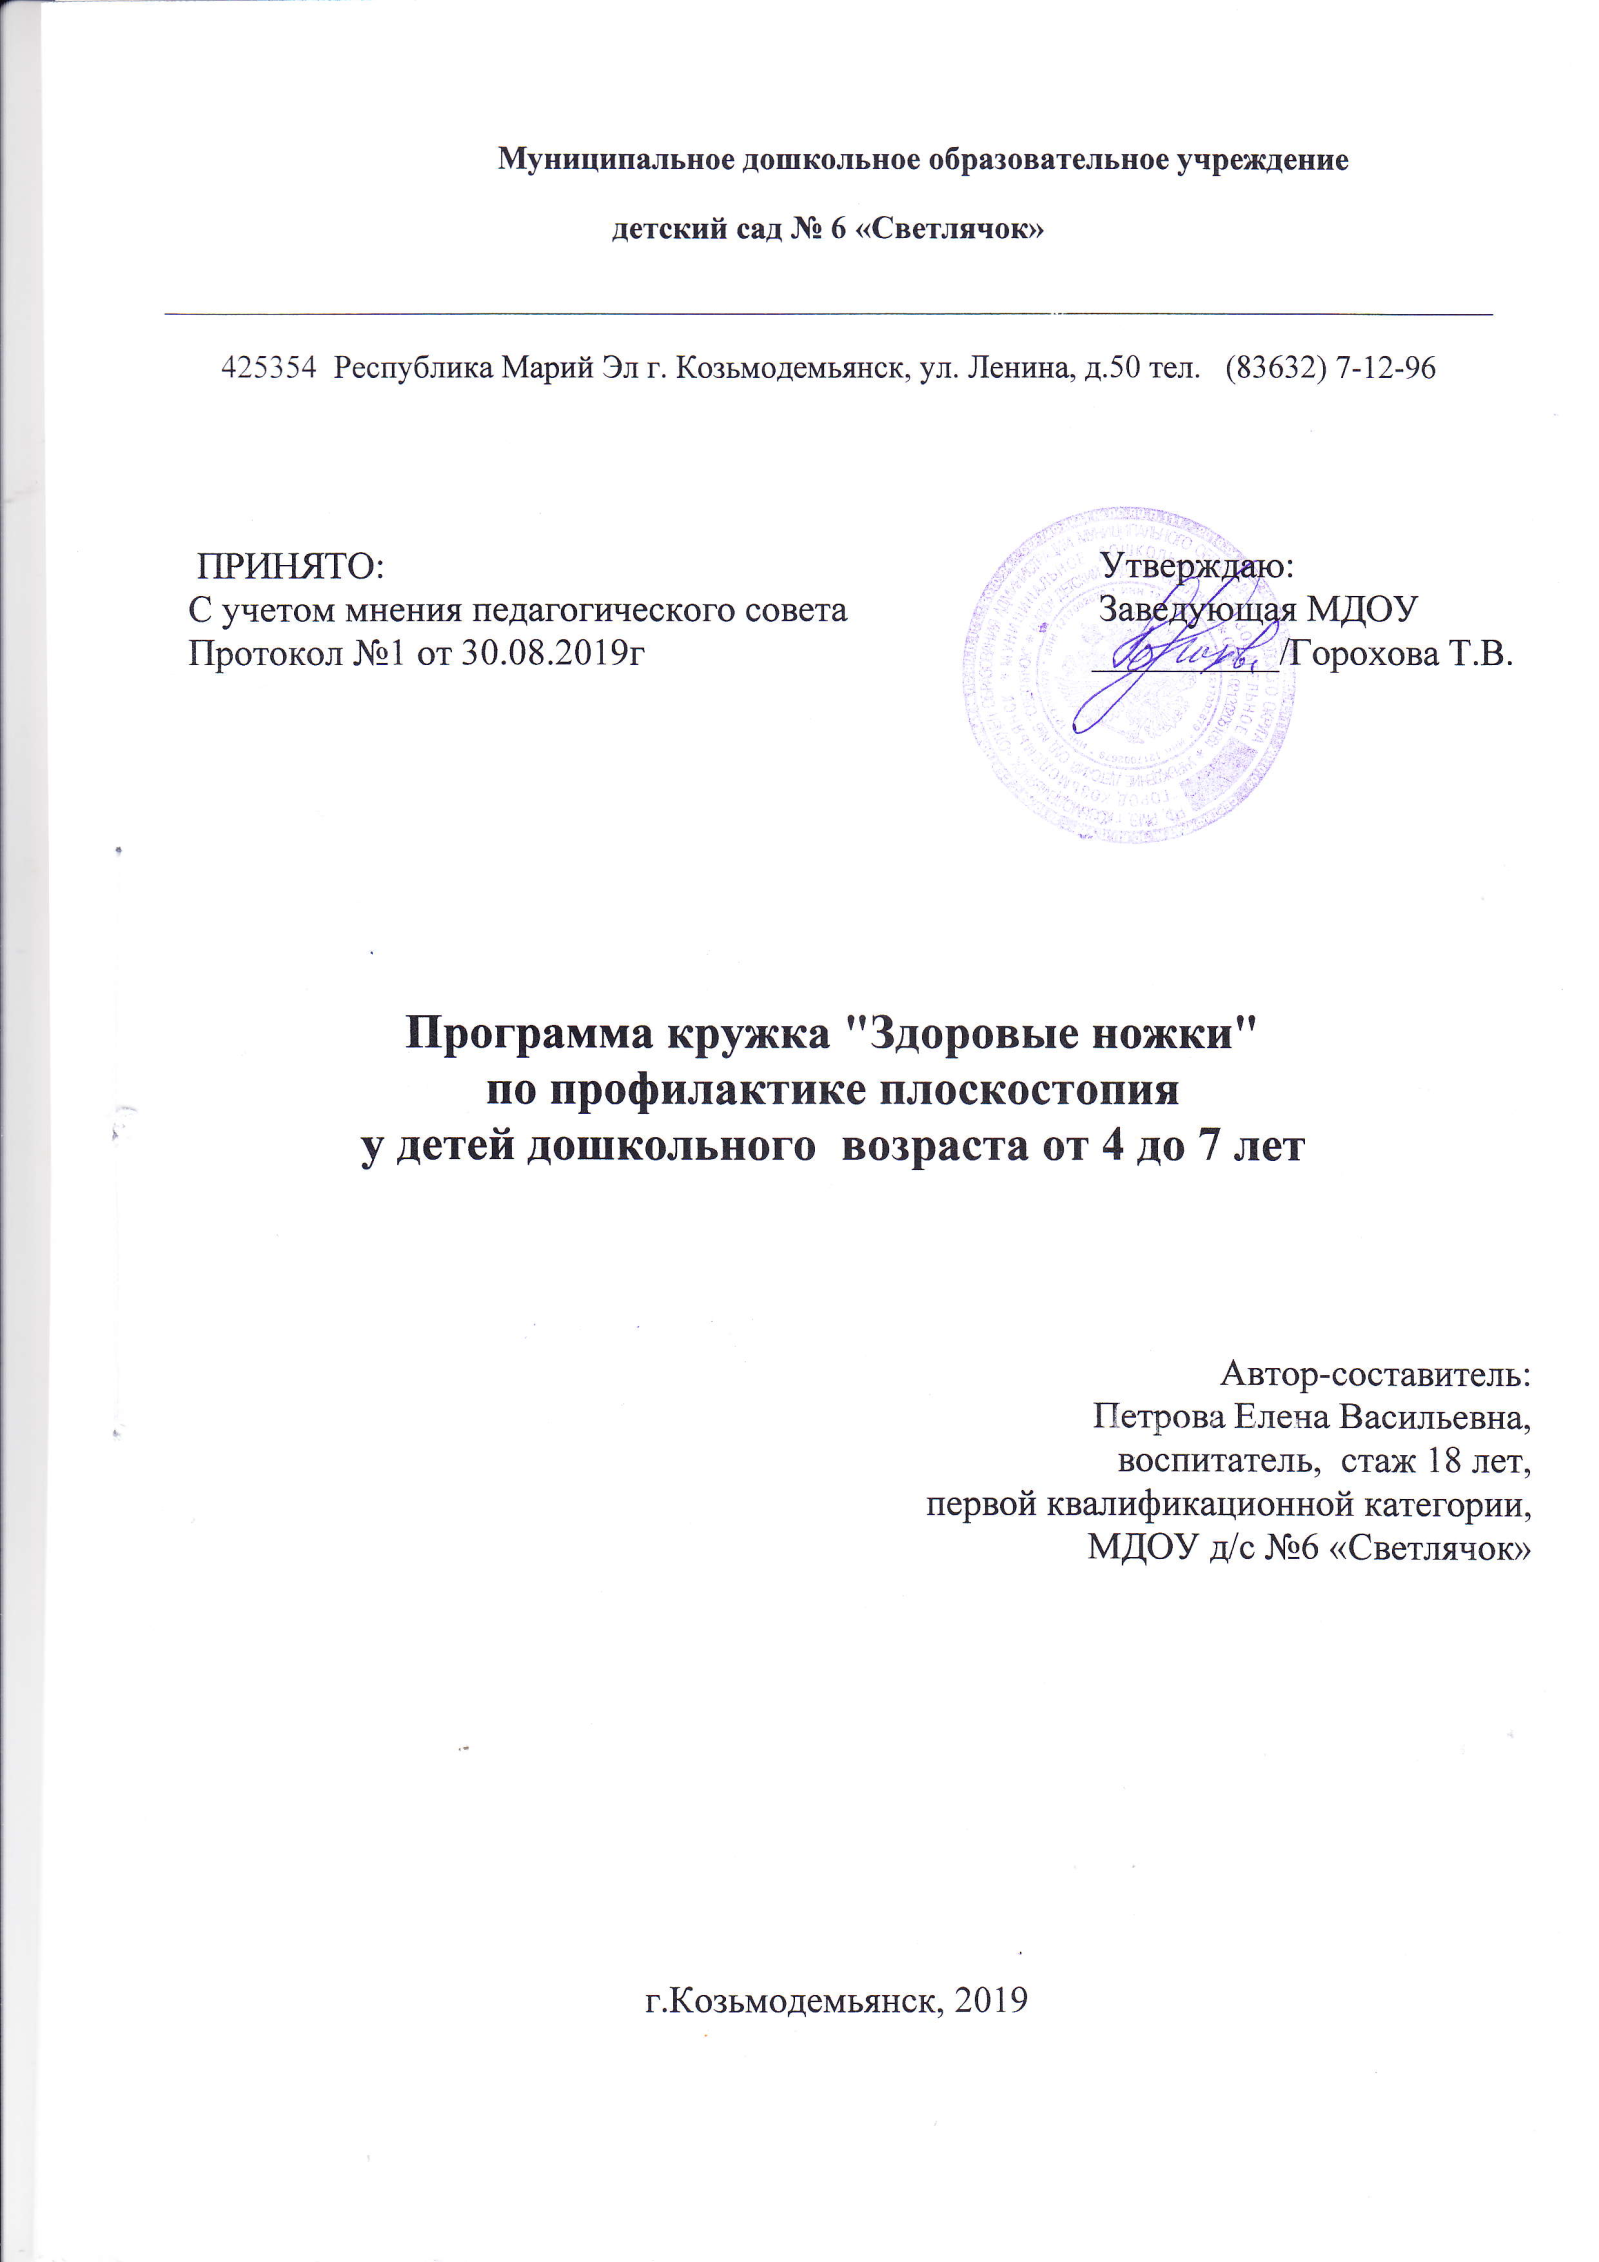 Муниципальное дошкольное образовательное учреждение
детский сад № 6 «Светлячок»
425354 Республика Марий Эл г. Козьмодемьянск, ул. Ленина, д.50 тел. (83632) 7-12-96
ПРИНЯТО:
С учетом мнения педагогического совета
Протокол №1 от 30.08.2019г
Утверждаю:
Заведующая МДОУ
/Горохова Т.В.
Программа кружка "Здоровые ножки"
по профилактике плоскостопия
у детей дошкольного возраста от 4 до 7 лет
Автор-составитель:
Петрова Елена Васильевна,
воспитатель, стаж 18 лет,
первой квалификационной категории,
МДОУ д/с №6 «Светлячок»
г.Козьмодемьянск, 2019